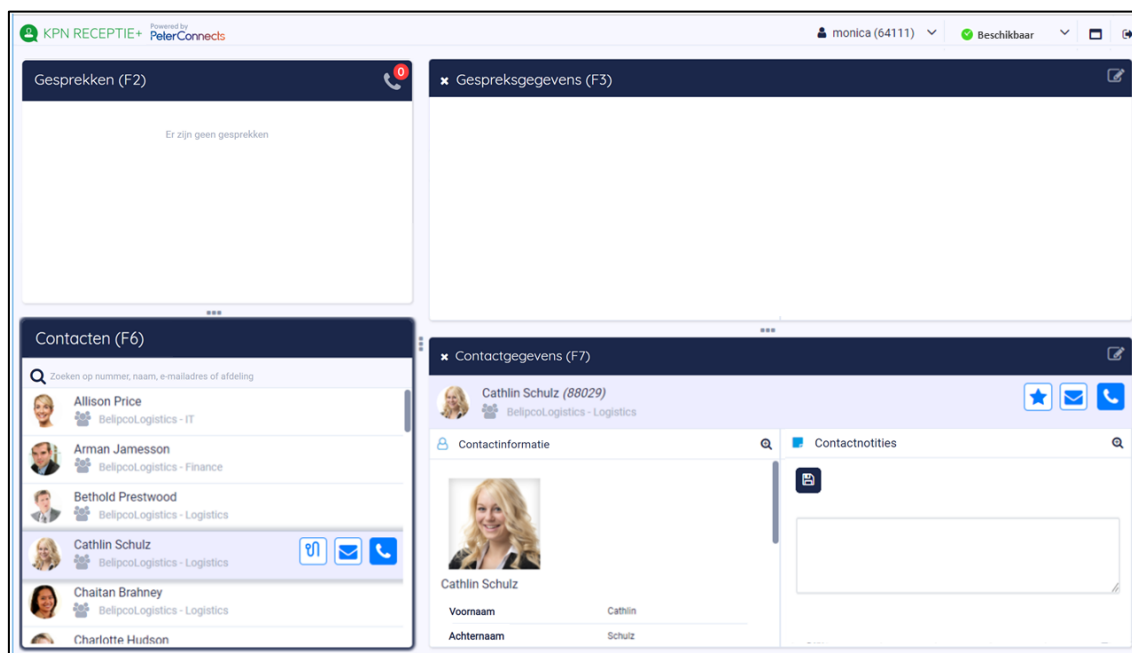 KPN RECEPTIE+ Powered by PeterConnects
monica (64111)
Beschikbaar
Gesprekken (F2)
0
Er zijn geen gesprekken
Gespreksgegevens (F3)
Contacten (F6)
Zoeken op nummer, naam, e-mailadres of afdeling
Allison Price
BelipcoLogistics - IT
Arman Jamesson
BelipcoLogistics - Finance
Bethold Prestwood
BelipcoLogistics - Logistics
Cathlin Schulz
BelipcoLogistics - Logistics
Chaitan Brahney
BelipcoLogistics - Logistics
Charlotte Hudson
Contactgegevens (F7)
Cathlin Schulz (88029)
BelipcoLogistics - Logistics
Contactinformatie
Cathlin Schulz
Voornaam Cathlin
Achternaam Schulz
Contactnotities